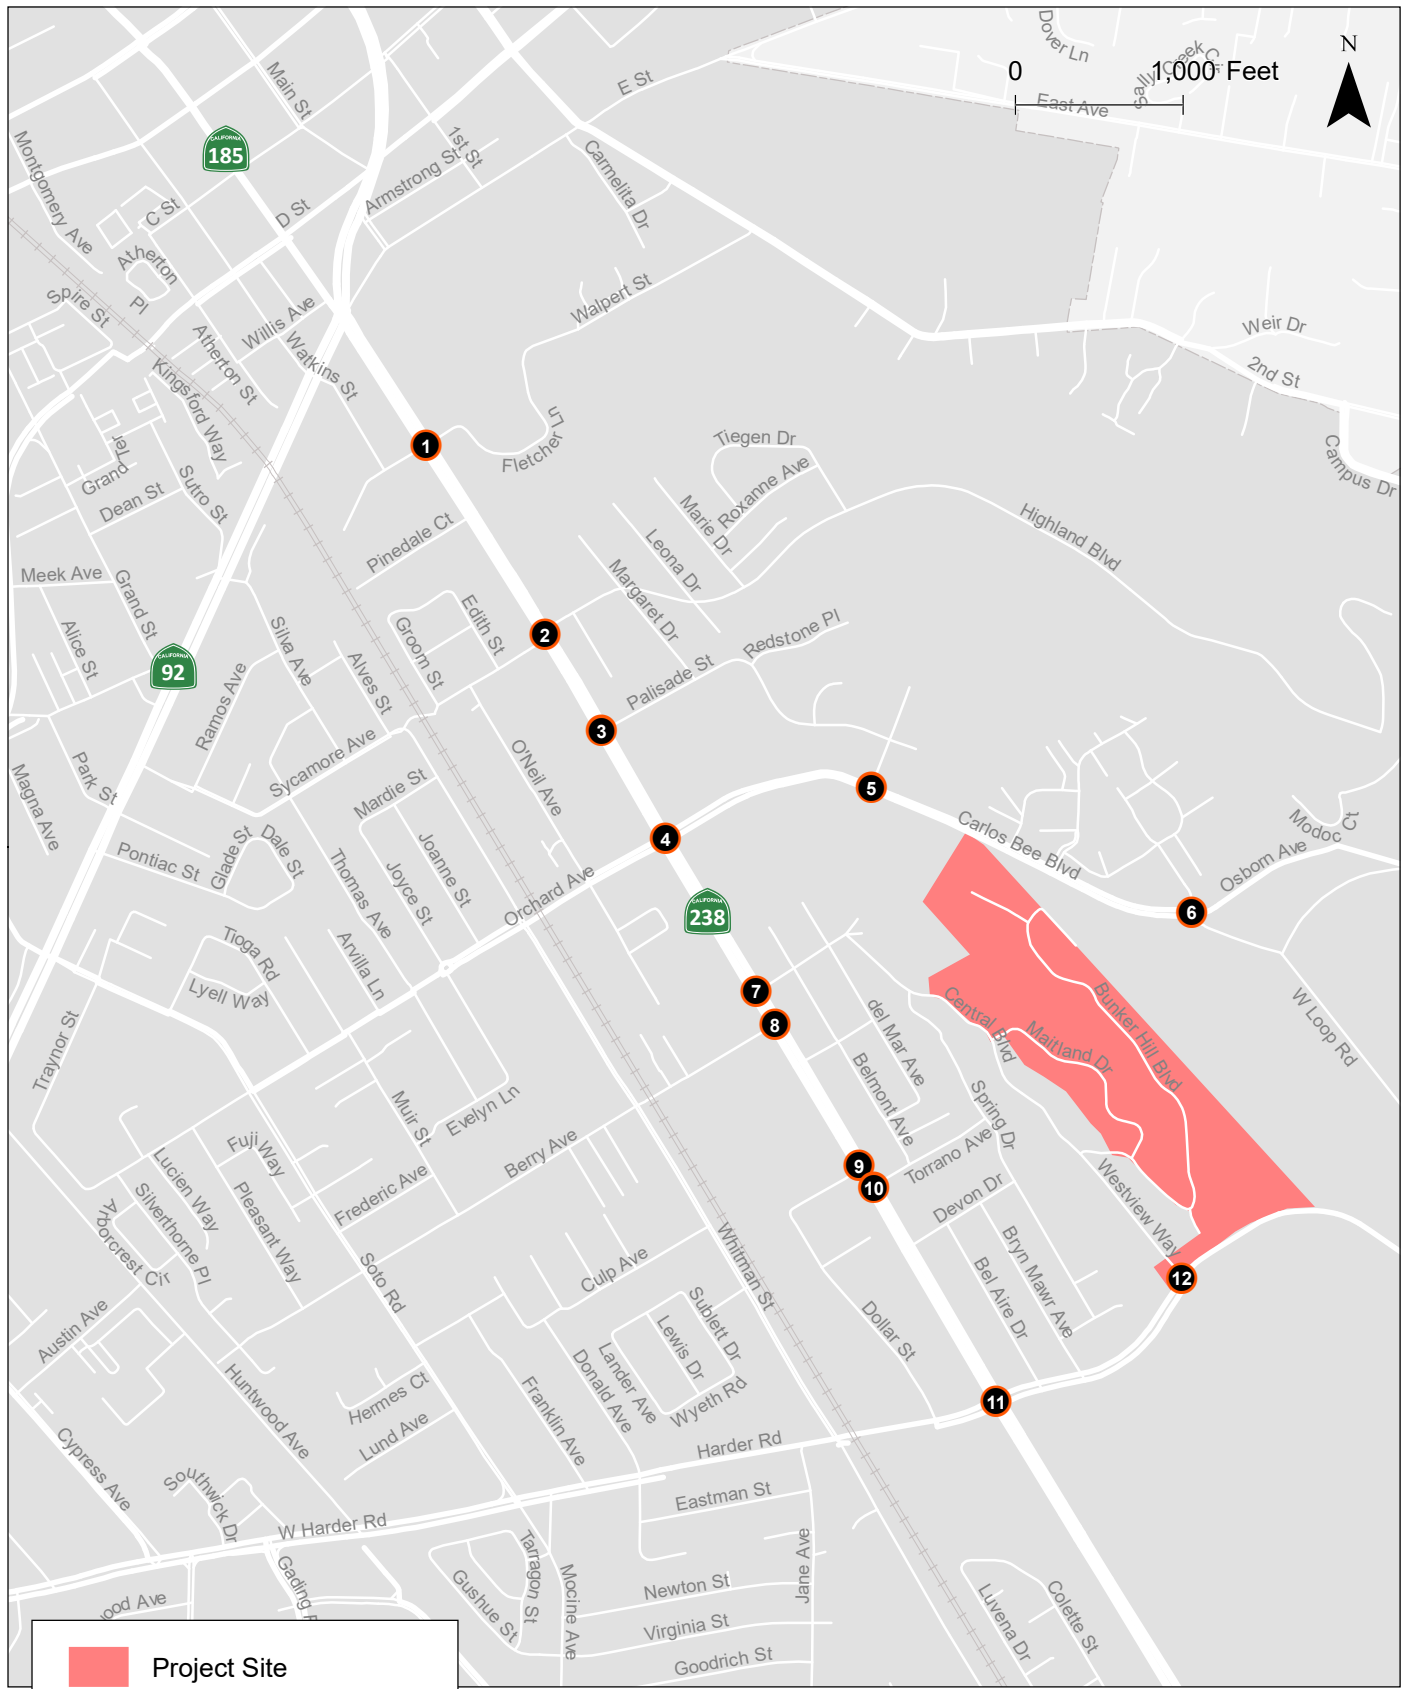 Dover Ln
Sally Creek Cir
0
1,000 Feet
N
East Ave
Main St
E St
CALIFORNIA
185
1st St
Armstrong St
Carmelita Dr
Montgomery Ave
C St
D St
Atherton Pl
Spire St
Willis Ave
Walpert St
Atherton St
Watkins St
Weir Dr
2nd St
Kingsford Way
Fletcher Ln
1
Tiegen Dr
Campus Dr
Grand Ter
Dean St
Sutro St
Roxanne Ave
Marie Dr
Highland Blvd
Pinedale Ct
Leona Dr
Meek Ave
Grand St
Margaret Dr
Edith St
Groom St
2
Alice St
Silva Ave
Redstone Pl
CALIFORNIA
92
Alves St
Palisade St
Ramos Ave
3
Sycamore Ave
O'Neil Ave
Park St
Magna Ave
Mardie St
5
Carlos Bee Blvd
Modoc Ct
4
Pontiac St
Glade St
Dale St
Thomas Ave
Joyce St
Joanne St
Osborn Ave
Orchard Ave
CALIFORNIA
238
6
Tioga Rd
Lyell Way
Arvilla Ln
7
Central Blvd
Bunker Hill Blvd
W Loop Rd
8
del Mar Ave
Maitland Dr
Traynor St
Belmont Ave
Spring Dr
Muir St
Evelyn Ln
Fuji Way
Lucien Way
Berry Ave
Torrano Ave
9
10
Westview Way
Frederic Ave
Silverthorne Pl
Pleasant Way
Devon Dr
Arborcrest Cir
Whitman St
Bryn Mawr Ave
Soto Rd
Culp Ave
Bel Aire Dr
12
Austin Ave
Sublett Dr
Lewis Dr
Dollar St
Lander Ave
Donald Ave
Huntwood Ave
Hermes Ct
Franklin Ave
Wyeth Rd
11
Lund Ave
Harder Rd
Cypress Ave
Southwick Dr
Eastman St
W Harder Rd
Tarragon St
Jane Ave
Gading
Gushue St
Mocine Ave
Newton St
Luvena Dr
Colette St
Ave
Virginia St
Goodrich St
Project Site